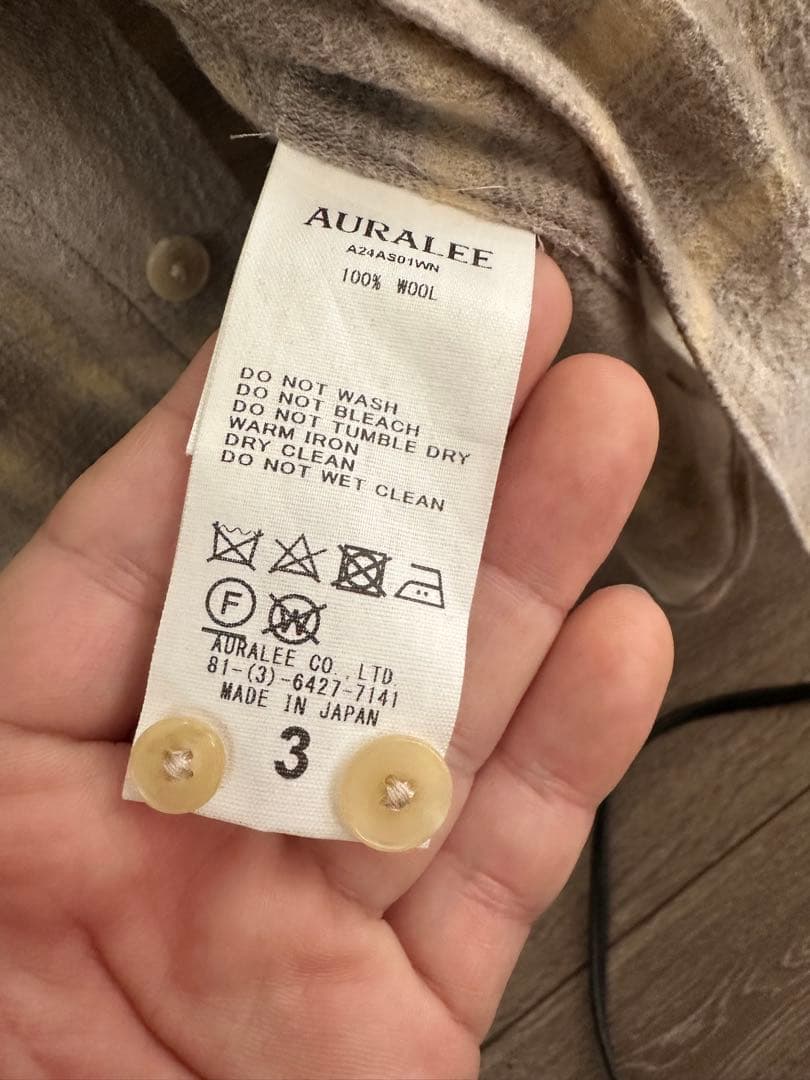 AURALEE
A24AS01WN
100% WOOL
DO NOT WASH
DO NOT BLEACH
DO NOT TUMBLE DRY
WARM IRON
DRY CLEAN
DO NOT WET CLEAN
F W
AURALEE CO.,LTD.
81-(3)-6427-7141
MADE IN JAPAN
3